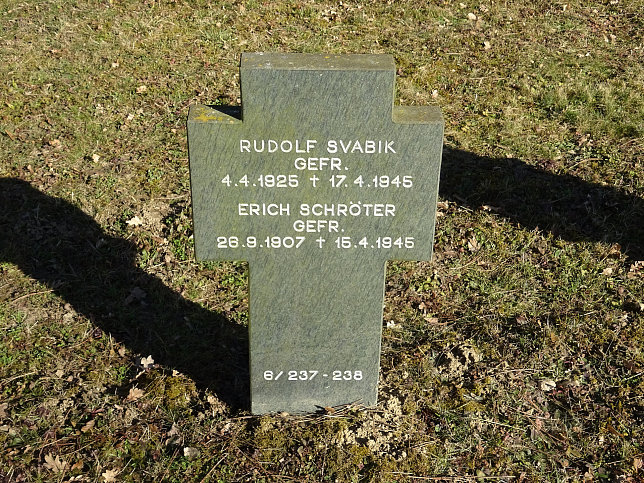 RUDOLF SVABIK
GEFR.
4.4.1925 † 17.4.1945
ERICH SCHRÖTER
GEFR.
26.9.1907 † 15.4.1945
6/ 237 - 238